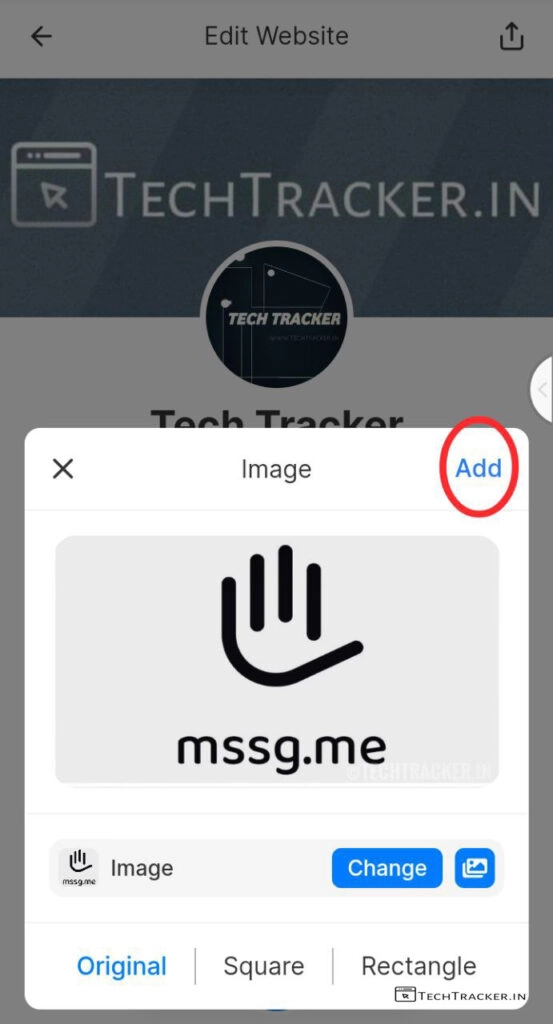 Edit Website
TECHTRACKER.IN
TECH TRACKER
WWW.TECHTRACKER.IN
Tech Tracker
Image
Add
mssg.me
©TECHTRACKER.IN
mssg.me
Image
Change
Original
Square
Rectangle
TECHTRACKER.IN